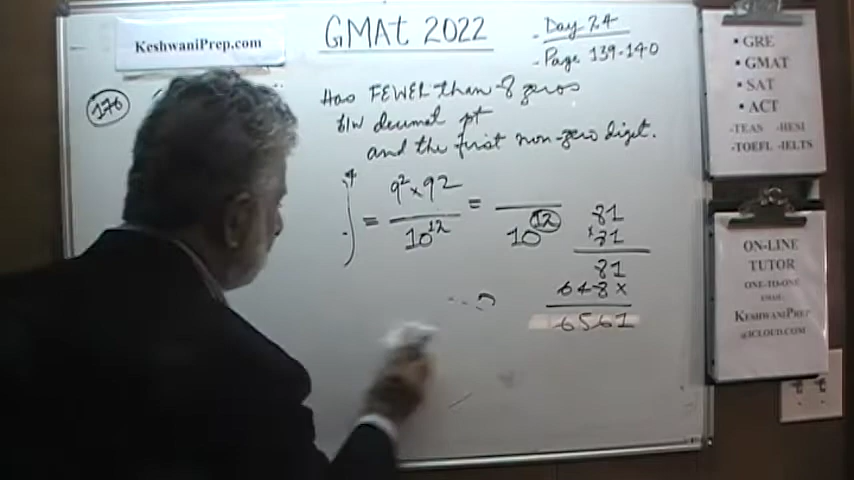 KeshwaniPrep.com
GMAt 2022
- Day 24
- Page 139-140
176
Has FEWER than 8 zeros
b/w decimal pt
and the first non-zero digit.
)⁴ = 9² × 92 / 10¹² = / 10¹²
81
×81
81
648×
6561
• GRE
• GMAT
• SAT
• ACT
-TEAS -HESI
-TOEFL -IELTS
ON-LINE
TUTOR
ONE-TO-ONE
EMAIL
KESHWANIPREP
@ICLOUD.COM